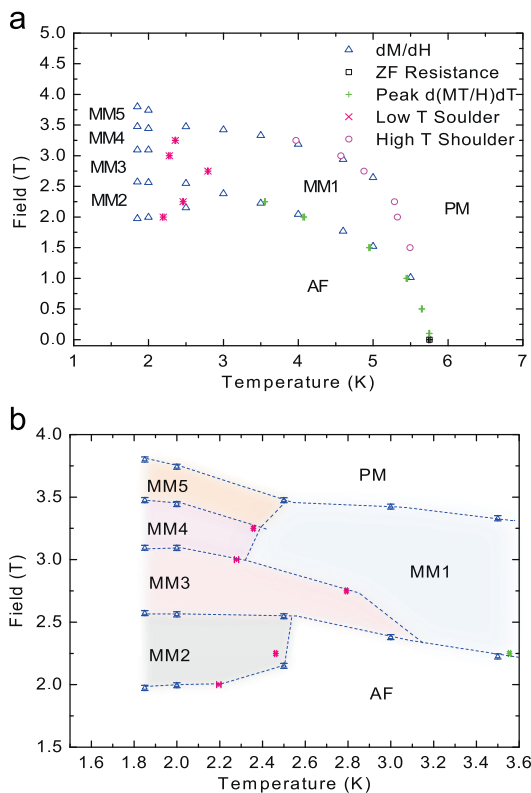 a
5.0
4.5
4.0
3.5
3.0
2.5
2.0
1.5
1.0
0.5
0.0
Field (T)
dM/dH
ZF Resistance
Peak d(MT/H)dT
Low T Soulder
High T Shoulder
MM5
MM4
MM3
MM2
MM1
PM
AF
1 2 3 4 5 6 7
Temperature (K)
b
4.0
3.5
3.0
2.5
2.0
1.5
Field (T)
PM
MM5
MM4
MM3
MM1
MM2
AF
1.6 1.8 2.0 2.2 2.4 2.6 2.8 3.0 3.2 3.4 3.6
Temperature (K)